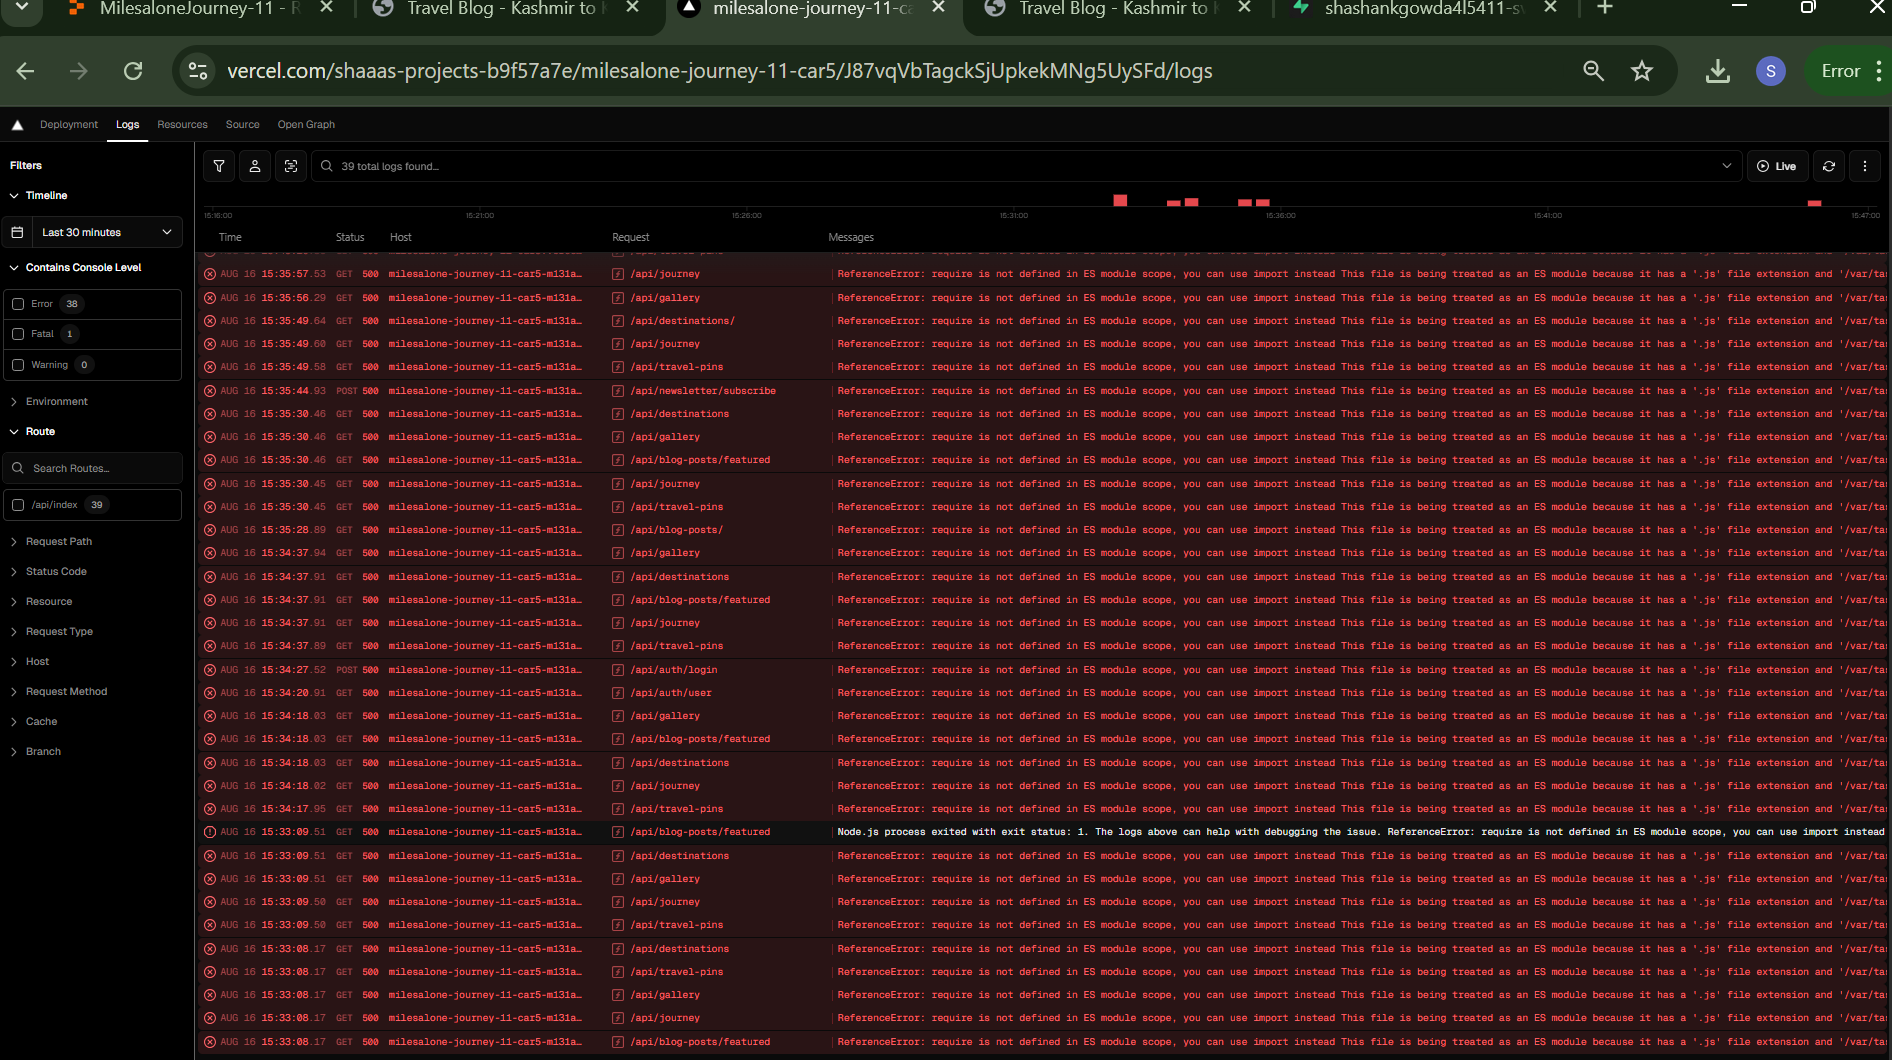 MilesaloneJourney-11 - R
Travel Blog - Kashmir to K
milesalone-journey-11-ca
Travel Blog - Kashmir to K
shashankgowda4l5411-sv
vercel.com/shaaas-projects-b9f57a7e/milesalone-journey-11-car5/J87vqVbTagckSjUpkekMNg5UySFd/logs
S
Error
Deployment Logs Resources Source Open Graph
Filters
Timeline
Last 30 minutes
Contains Console Level
Error 38
Fatal 1
Warning 0
Environment
Route
Search Routes...
/api/index 39
Request Path
Status Code
Resource
Request Type
Host
Request Method
Cache
Branch
39 total logs found...
Live
15:16:00 15:21:00 15:26:00 15:31:00 15:36:00 15:41:00 15:47:00
Time Status Host Request Messages
AUG 16 15:35:57.53 GET 500 milesalone-journey-11-car5-m131a… /api/journey ReferenceError: require is not defined in ES module scope, you can use import instead This file is being treated as an ES module because it has a '.js' file extension and '/var/ta
AUG 16 15:35:56.29 GET 500 milesalone-journey-11-car5-m131a… /api/gallery ReferenceError: require is not defined in ES module scope, you can use import instead This file is being treated as an ES module because it has a '.js' file extension and '/var/ta
AUG 16 15:35:49.64 GET 500 milesalone-journey-11-car5-m131a… /api/destinations/ ReferenceError: require is not defined in ES module scope, you can use import instead This file is being treated as an ES module because it has a '.js' file extension and '/var/ta
AUG 16 15:35:49.60 GET 500 milesalone-journey-11-car5-m131a… /api/journey ReferenceError: require is not defined in ES module scope, you can use import instead This file is being treated as an ES module because it has a '.js' file extension and '/var/ta
AUG 16 15:35:49.58 GET 500 milesalone-journey-11-car5-m131a… /api/travel-pins ReferenceError: require is not defined in ES module scope, you can use import instead This file is being treated as an ES module because it has a '.js' file extension and '/var/ta
AUG 16 15:35:44.93 POST 500 milesalone-journey-11-car5-m131a… /api/newsletter/subscribe ReferenceError: require is not defined in ES module scope, you can use import instead This file is being treated as an ES module because it has a '.js' file extension and '/var/ta
AUG 16 15:35:30.46 GET 500 milesalone-journey-11-car5-m131a… /api/destinations ReferenceError: require is not defined in ES module scope, you can use import instead This file is being treated as an ES module because it has a '.js' file extension and '/var/ta
AUG 16 15:35:30.46 GET 500 milesalone-journey-11-car5-m131a… /api/gallery ReferenceError: require is not defined in ES module scope, you can use import instead This file is being treated as an ES module because it has a '.js' file extension and '/var/ta
AUG 16 15:35:30.46 GET 500 milesalone-journey-11-car5-m131a… /api/blog-posts/featured ReferenceError: require is not defined in ES module scope, you can use import instead This file is being treated as an ES module because it has a '.js' file extension and '/var/ta
AUG 16 15:35:30.45 GET 500 milesalone-journey-11-car5-m131a… /api/journey ReferenceError: require is not defined in ES module scope, you can use import instead This file is being treated as an ES module because it has a '.js' file extension and '/var/ta
AUG 16 15:35:30.45 GET 500 milesalone-journey-11-car5-m131a… /api/travel-pins ReferenceError: require is not defined in ES module scope, you can use import instead This file is being treated as an ES module because it has a '.js' file extension and '/var/ta
AUG 16 15:35:28.89 GET 500 milesalone-journey-11-car5-m131a… /api/blog-posts/ ReferenceError: require is not defined in ES module scope, you can use import instead This file is being treated as an ES module because it has a '.js' file extension and '/var/ta
AUG 16 15:34:37.94 GET 500 milesalone-journey-11-car5-m131a… /api/gallery ReferenceError: require is not defined in ES module scope, you can use import instead This file is being treated as an ES module because it has a '.js' file extension and '/var/ta
AUG 16 15:34:37.91 GET 500 milesalone-journey-11-car5-m131a… /api/destinations ReferenceError: require is not defined in ES module scope, you can use import instead This file is being treated as an ES module because it has a '.js' file extension and '/var/ta
AUG 16 15:34:37.91 GET 500 milesalone-journey-11-car5-m131a… /api/blog-posts/featured ReferenceError: require is not defined in ES module scope, you can use import instead This file is being treated as an ES module because it has a '.js' file extension and '/var/ta
AUG 16 15:34:37.91 GET 500 milesalone-journey-11-car5-m131a… /api/journey ReferenceError: require is not defined in ES module scope, you can use import instead This file is being treated as an ES module because it has a '.js' file extension and '/var/ta
AUG 16 15:34:37.89 GET 500 milesalone-journey-11-car5-m131a… /api/travel-pins ReferenceError: require is not defined in ES module scope, you can use import instead This file is being treated as an ES module because it has a '.js' file extension and '/var/ta
AUG 16 15:34:27.52 POST 500 milesalone-journey-11-car5-m131a… /api/auth/login ReferenceError: require is not defined in ES module scope, you can use import instead This file is being treated as an ES module because it has a '.js' file extension and '/var/ta
AUG 16 15:34:20.91 GET 500 milesalone-journey-11-car5-m131a… /api/auth/user ReferenceError: require is not defined in ES module scope, you can use import instead This file is being treated as an ES module because it has a '.js' file extension and '/var/ta
AUG 16 15:34:18.03 GET 500 milesalone-journey-11-car5-m131a… /api/gallery ReferenceError: require is not defined in ES module scope, you can use import instead This file is being treated as an ES module because it has a '.js' file extension and '/var/ta
AUG 16 15:34:18.03 GET 500 milesalone-journey-11-car5-m131a… /api/blog-posts/featured ReferenceError: require is not defined in ES module scope, you can use import instead This file is being treated as an ES module because it has a '.js' file extension and '/var/ta
AUG 16 15:34:18.03 GET 500 milesalone-journey-11-car5-m131a… /api/destinations ReferenceError: require is not defined in ES module scope, you can use import instead This file is being treated as an ES module because it has a '.js' file extension and '/var/ta
AUG 16 15:34:18.02 GET 500 milesalone-journey-11-car5-m131a… /api/journey ReferenceError: require is not defined in ES module scope, you can use import instead This file is being treated as an ES module because it has a '.js' file extension and '/var/ta
AUG 16 15:34:17.95 GET 500 milesalone-journey-11-car5-m131a… /api/travel-pins ReferenceError: require is not defined in ES module scope, you can use import instead This file is being treated as an ES module because it has a '.js' file extension and '/var/ta
AUG 16 15:33:09.51 GET 500 milesalone-journey-11-car5-m131a… /api/blog-posts/featured Node.js process exited with exit status: 1. The logs above can help with debugging the issue. ReferenceError: require is not defined in ES module scope, you can use import instead
AUG 16 15:33:09.51 GET 500 milesalone-journey-11-car5-m131a… /api/destinations ReferenceError: require is not defined in ES module scope, you can use import instead This file is being treated as an ES module because it has a '.js' file extension and '/var/ta
AUG 16 15:33:09.51 GET 500 milesalone-journey-11-car5-m131a… /api/gallery ReferenceError: require is not defined in ES module scope, you can use import instead This file is being treated as an ES module because it has a '.js' file extension and '/var/ta
AUG 16 15:33:09.50 GET 500 milesalone-journey-11-car5-m131a… /api/journey ReferenceError: require is not defined in ES module scope, you can use import instead This file is being treated as an ES module because it has a '.js' file extension and '/var/ta
AUG 16 15:33:09.50 GET 500 milesalone-journey-11-car5-m131a… /api/travel-pins ReferenceError: require is not defined in ES module scope, you can use import instead This file is being treated as an ES module because it has a '.js' file extension and '/var/ta
AUG 16 15:33:08.17 GET 500 milesalone-journey-11-car5-m131a… /api/destinations ReferenceError: require is not defined in ES module scope, you can use import instead This file is being treated as an ES module because it has a '.js' file extension and '/var/ta
AUG 16 15:33:08.17 GET 500 milesalone-journey-11-car5-m131a… /api/travel-pins ReferenceError: require is not defined in ES module scope, you can use import instead This file is being treated as an ES module because it has a '.js' file extension and '/var/ta
AUG 16 15:33:08.17 GET 500 milesalone-journey-11-car5-m131a… /api/gallery ReferenceError: require is not defined in ES module scope, you can use import instead This file is being treated as an ES module because it has a '.js' file extension and '/var/ta
AUG 16 15:33:08.17 GET 500 milesalone-journey-11-car5-m131a… /api/journey ReferenceError: require is not defined in ES module scope, you can use import instead This file is being treated as an ES module because it has a '.js' file extension and '/var/ta
AUG 16 15:33:08.17 GET 500 milesalone-journey-11-car5-m131a… /api/blog-posts/featured ReferenceError: require is not defined in ES module scope, you can use import instead This file is being treated as an ES module because it has a '.js' file extension and '/var/ta